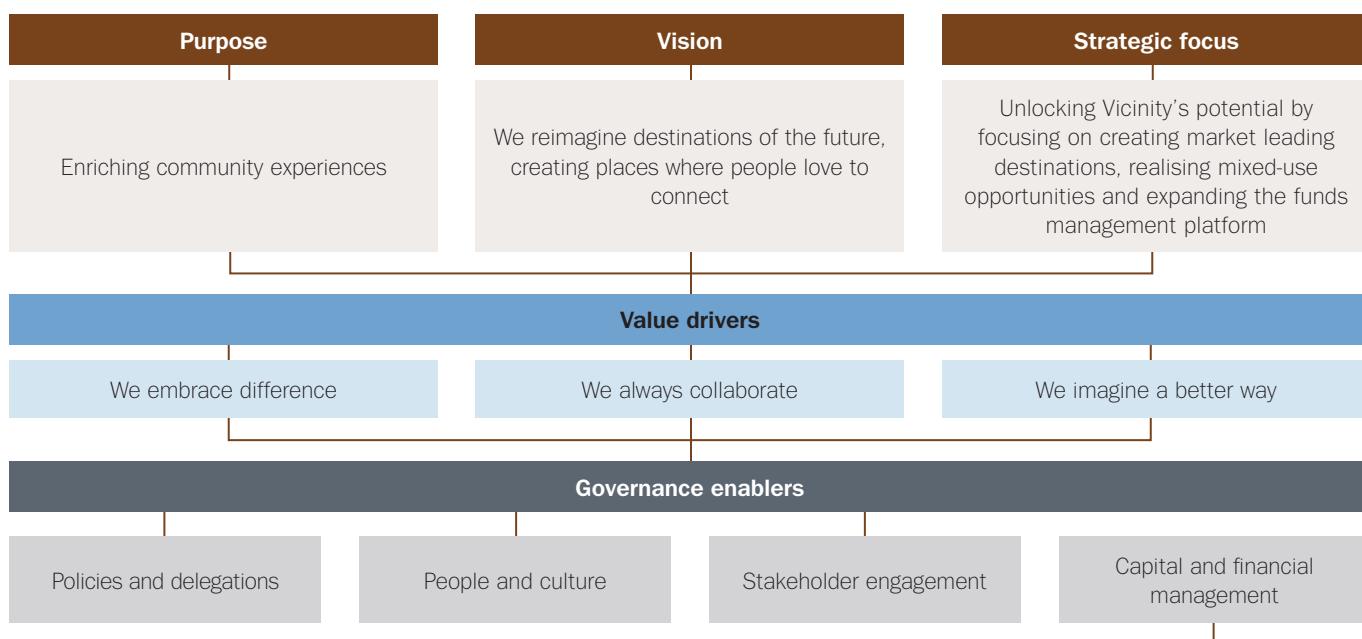 Purpose
Vision
Strategic focus
Enriching community experiences
We reimagine destinations of the future,
creating places where people love to
connect
Unlocking Vicinity’s potential by
focusing on creating market leading
destinations, realising mixed-use
opportunities and expanding the funds
management platform
Value drivers
We embrace difference
We always collaborate
We imagine a better way
Governance enablers
Policies and delegations
People and culture
Stakeholder engagement
Capital and financial
management